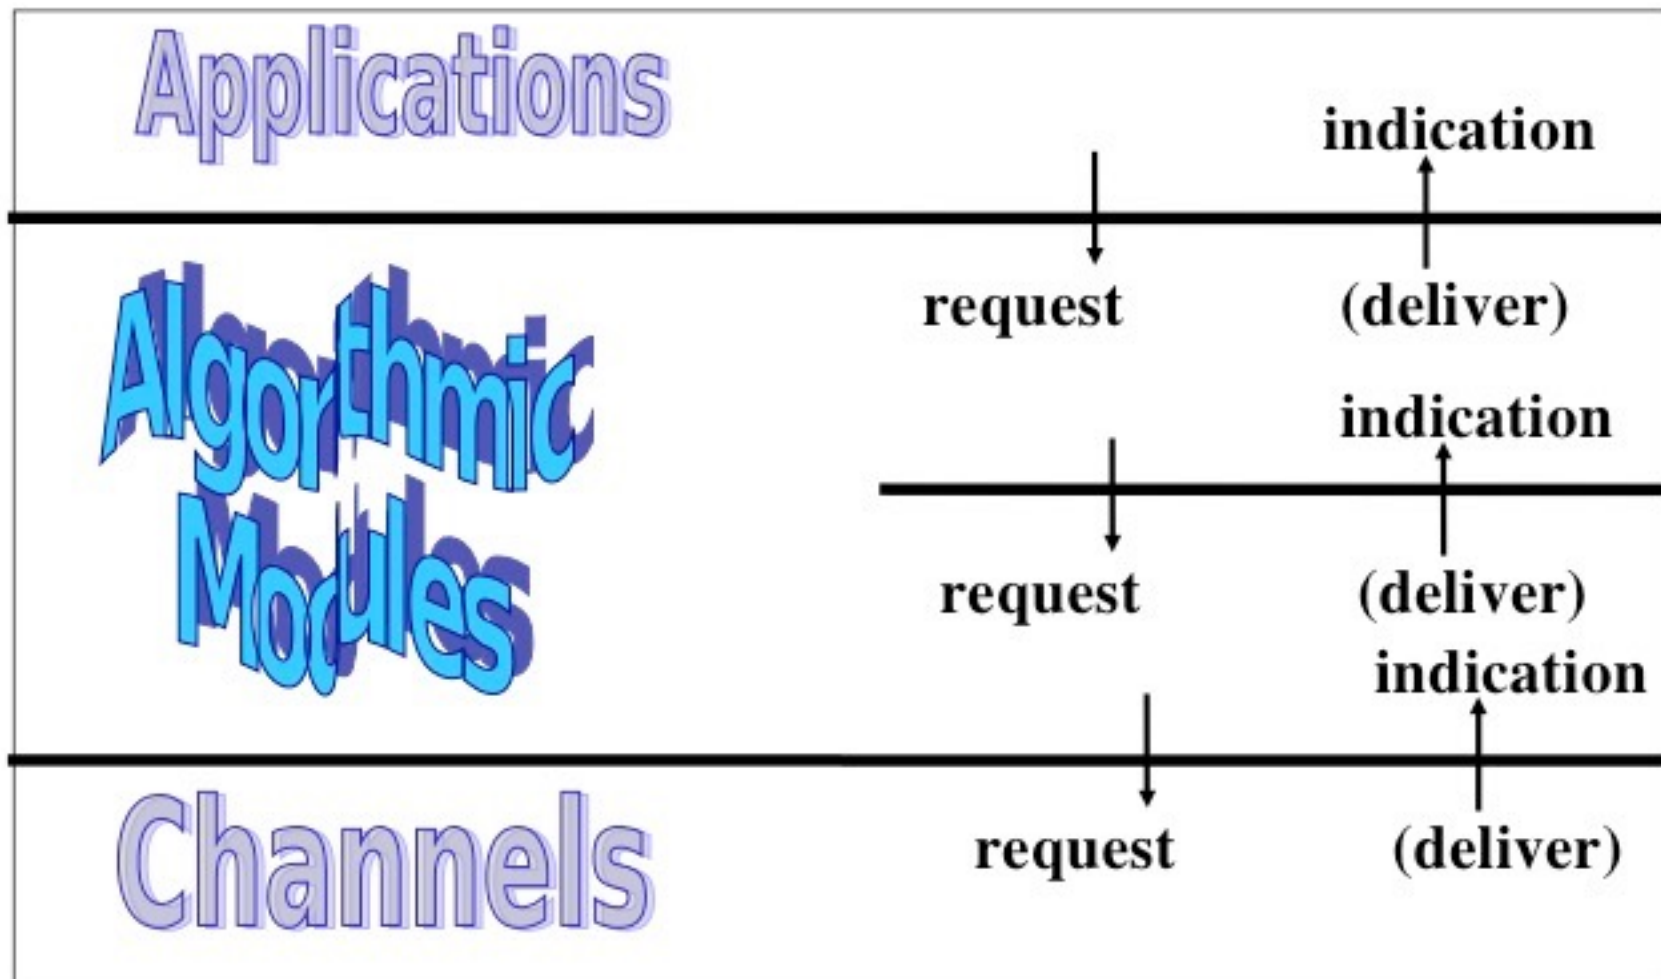 Applications
indication
request (deliver)
Algorithmic
indication
Modules
request (deliver)
indication
Channels
request (deliver)